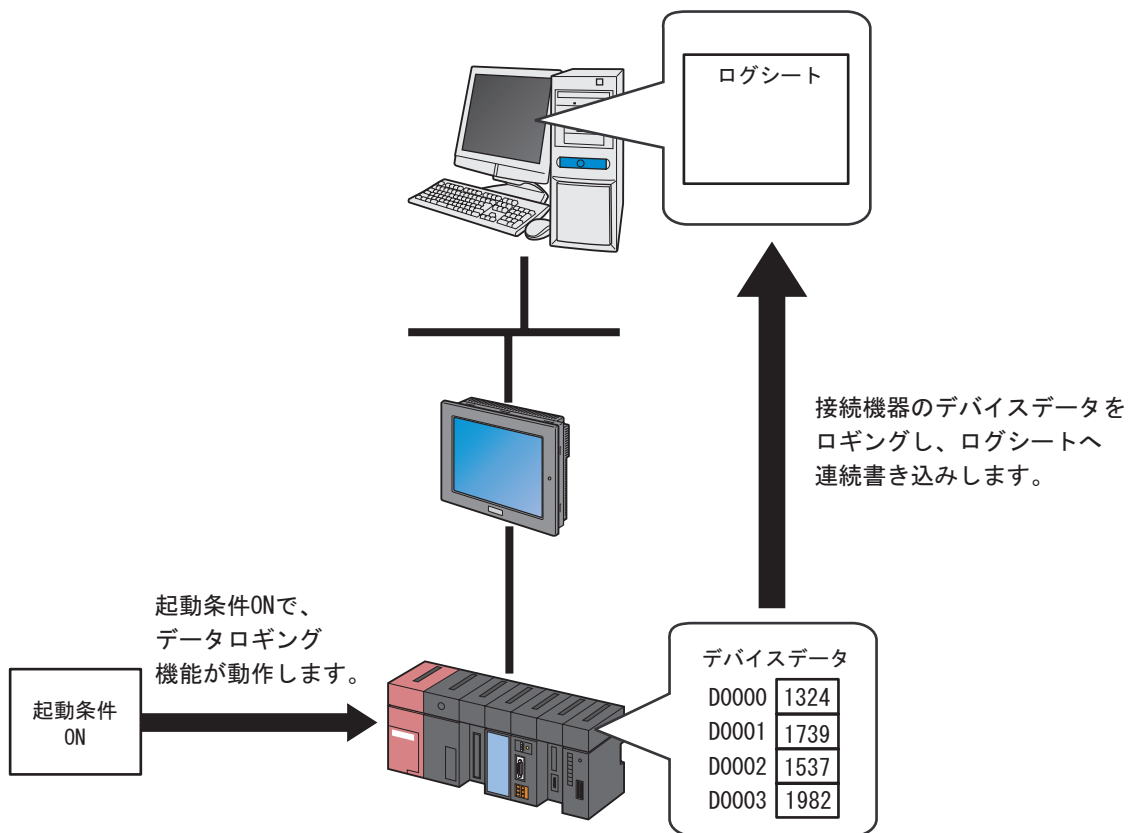 ログシート
接続機器のデバイスデータを
ロギングし、ログシートへ
連続書き込みします。
起動条件ONで、
データロギング
機能が動作します。
起動条件
ON
デバイスデータ
D0000 1324
D0001 1739
D0002 1537
D0003 1982